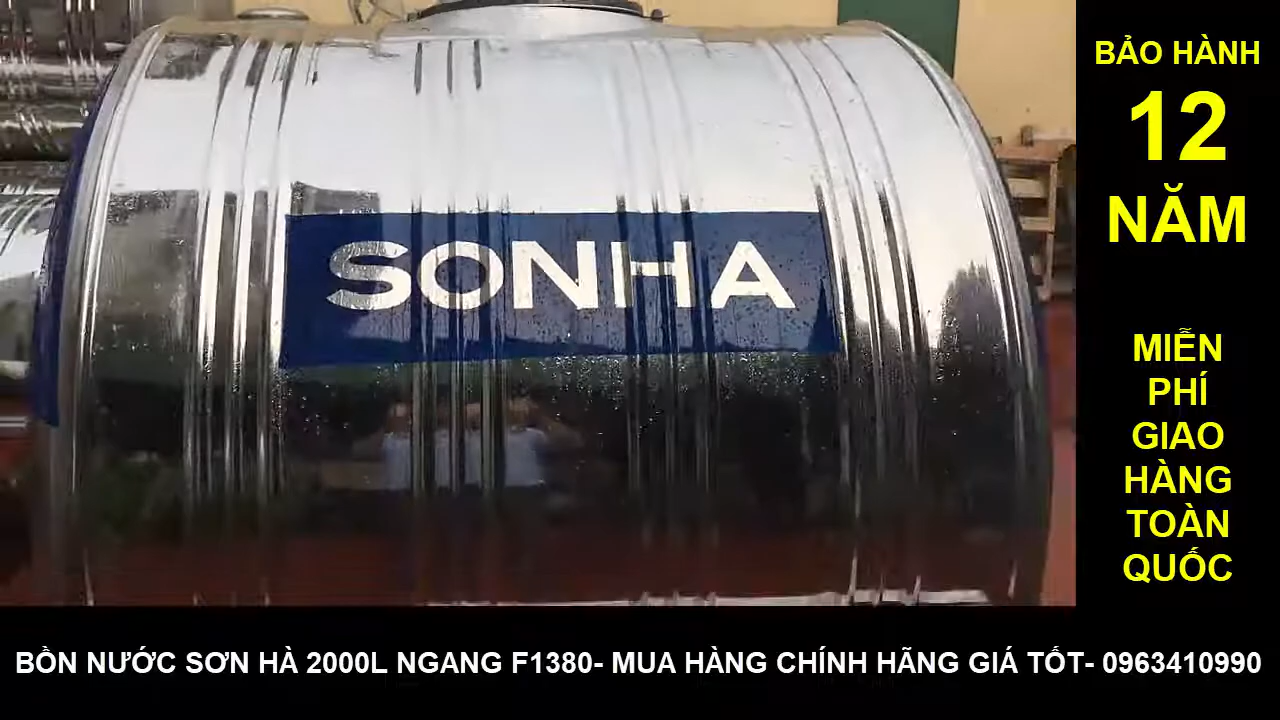 SONHA
BẢO HÀNH
12
NĂM
MIỄN
PHÍ
GIAO
HÀNG
TOÀN
QUỐC
BỒN NƯỚC SƠN HÀ 2000L NGANG F1380- MUA HÀNG CHÍNH HÃNG GIÁ TỐT- 0963410990